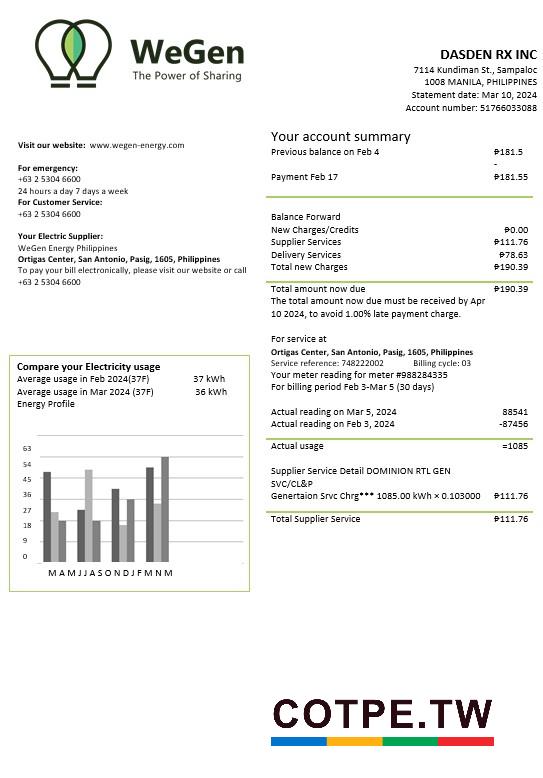 WeGen
The Power of Sharing
DASDEN RX INC
7114 Kundiman St., Sampaloc
1008 MANILA, PHILIPPINES
Statement date: Mar 10, 2024
Account number: 51766033088
Visit our website: www.wegen-energy.com
For emergency:
+63 2 5304 6600
24 hours a day 7 days a week
For Customer Service:
+63 2 5304 6600
Your Electric Supplier:
WeGen Energy Philippines
Ortigas Center, San Antonio, Pasig, 1605, Philippines
To pay your bill electronically, please visit our website or call
+63 2 5304 6600
Compare your Electricity usage
Average usage in Feb 2024(37F) 37 kWh
Average usage in Mar 2024 (37F) 36 kWh
Energy Profile
63
54
45
36
27
18
9
0
M A M J J A S O N D J F M N M
Your account summary
Previous balance on Feb 4 ₱181.5
-
Payment Feb 17 ₱181.55
Balance Forward
New Charges/Credits ₱0.00
Supplier Services ₱111.76
Delivery Services ₱78.63
Total new Charges ₱190.39
Total amount now due ₱190.39
The total amount now due must be received by Apr
10 2024, to avoid 1.00% late payment charge.
For service at
Ortigas Center, San Antonio, Pasig, 1605, Philippines
Service reference: 748222002 Billing cycle: 03
Your meter reading for meter #988284335
For billing period Feb 3-Mar 5 (30 days)
Actual reading on Mar 5, 2024 88541
Actual reading on Feb 3, 2024 -87456
Actual usage =1085
Supplier Service Detail DOMINION RTL GEN
SVC/CL&P
Genertaion Srvc Chrg*** 1085.00 kWh × 0.103000 ₱111.76
Total Supplier Service ₱111.76
COTPE.TW